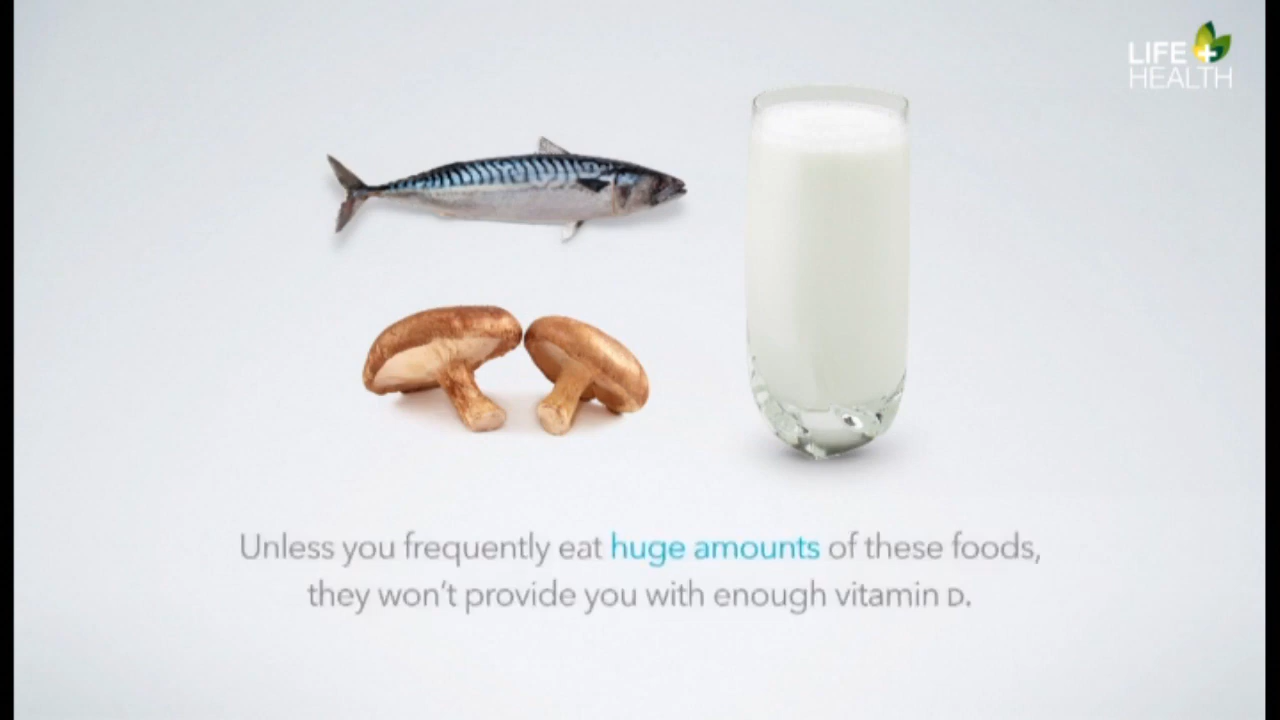 LIFE +
HEALTH
Unless you frequently eat huge amounts of these foods,
they won't provide you with enough vitamin D.